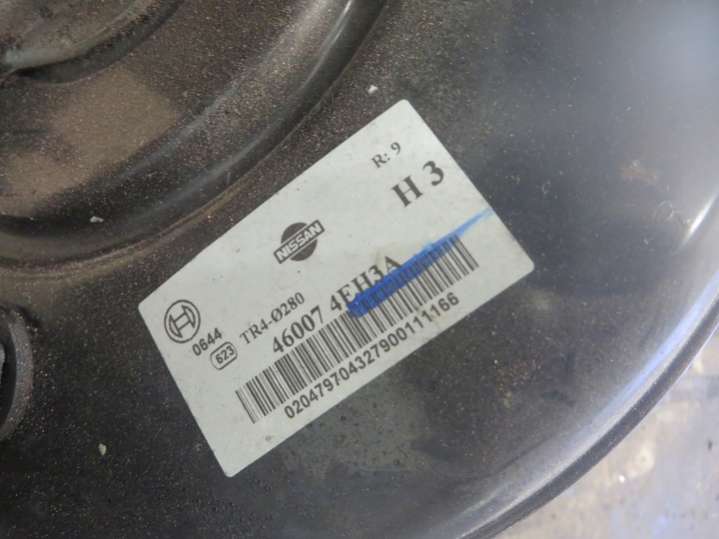 R: 9
H 3
NISSAN
0644
623
TR4-Ø280
46007 4EH3A
020479704327900111166